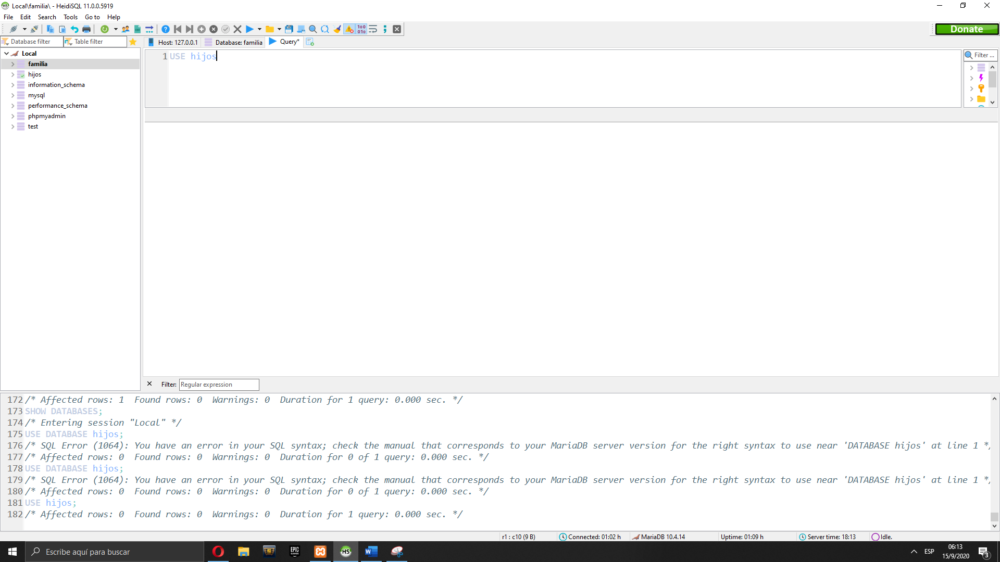 Local\familia\ - HeidiSQL 11.0.0.5919
File Edit Search Tools Go to Help
Donate
Database filter Table filter Host: 127.0.0.1 Database: familia Query*
Local
familia
hijos
information_schema
mysql
performance_schema
phpmyadmin
test
1 USE hijos
Filter ...
Filter: Regular expression
172 /* Affected rows: 1 Found rows: 0 Warnings: 0 Duration for 1 query: 0.000 sec. */
173 SHOW DATABASES;
174 /* Entering session "Local" */
175 USE DATABASE hijos;
176 /* SQL Error (1064): You have an error in your SQL syntax; check the manual that corresponds to your MariaDB server version for the right syntax to use near 'DATABASE hijos' at line 1 */
177 /* Affected rows: 0 Found rows: 0 Warnings: 0 Duration for 0 of 1 query: 0.000 sec. */
178 USE DATABASE hijos;
179 /* SQL Error (1064): You have an error in your SQL syntax; check the manual that corresponds to your MariaDB server version for the right syntax to use near 'DATABASE hijos' at line 1 */
180 /* Affected rows: 0 Found rows: 0 Warnings: 0 Duration for 0 of 1 query: 0.000 sec. */
181 USE hijos;
182 /* Affected rows: 0 Found rows: 0 Warnings: 0 Duration for 1 query: 0.000 sec. */
r1 : c10 (9 B) Connected: 01:02 h MariaDB 10.4.14 Uptime: 01:09 h Server time: 18:13 Idle.
Escribe aquí para buscar
EPIC GAMES
HS
W
ESP
06:13
15/9/2020
3